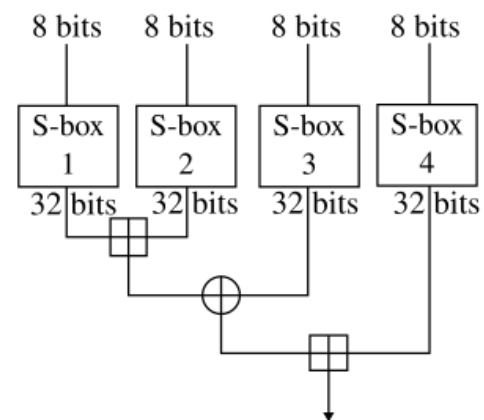 8 bits 8 bits 8 bits 8 bits
S-box S-box S-box S-box
1 2 3 4
32 bits 32 bits 32 bits 32 bits